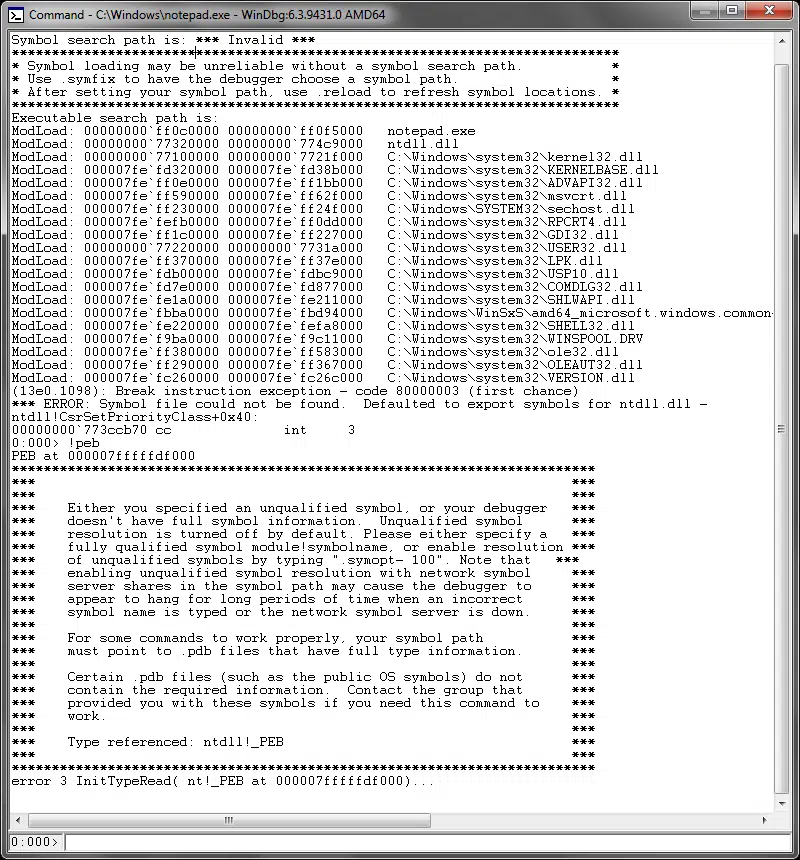 Command - C:\Windows\notepad.exe - WinDbg:6.3.9431.0 AMD64
Symbol search path is: *** Invalid ***
****************************************************************************
* Symbol loading may be unreliable without a symbol search path.           *
* Use .symfix to have the debugger choose a symbol path.                   *
* After setting your symbol path, use .reload to refresh symbol locations. *
****************************************************************************
Executable search path is:
ModLoad: 00000000`ff0c0000 00000000`ff0f5000   notepad.exe
ModLoad: 00000000`77320000 00000000`774c9000   ntdll.dll
ModLoad: 00000000`77100000 00000000`7721f000   C:\Windows\system32\kernel32.dll
ModLoad: 000007fe`fd320000 000007fe`fd38b000   C:\Windows\system32\KERNELBASE.dll
ModLoad: 000007fe`ff0e0000 000007fe`ff1bb000   C:\Windows\system32\ADVAPI32.dll
ModLoad: 000007fe`ff590000 000007fe`ff62f000   C:\Windows\system32\msvcrt.dll
ModLoad: 000007fe`ff230000 000007fe`ff24f000   C:\Windows\SYSTEM32\sechost.dll
ModLoad: 000007fe`fefb0000 000007fe`ff0dd000   C:\Windows\system32\RPCRT4.dll
ModLoad: 000007fe`ff1c0000 000007fe`ff227000   C:\Windows\system32\GDI32.dll
ModLoad: 00000000`77220000 00000000`7731a000   C:\Windows\system32\USER32.dll
ModLoad: 000007fe`ff370000 000007fe`ff37e000   C:\Windows\system32\LPK.dll
ModLoad: 000007fe`fdb00000 000007fe`fdbc9000   C:\Windows\system32\USP10.dll
ModLoad: 000007fe`fd7e0000 000007fe`fd877000   C:\Windows\system32\COMDLG32.dll
ModLoad: 000007fe`fe1a0000 000007fe`fe211000   C:\Windows\system32\SHLWAPI.dll
ModLoad: 000007fe`fbba0000 000007fe`fbd94000   C:\Windows\WinSxS\amd64_microsoft.windows.common-
ModLoad: 000007fe`fe220000 000007fe`fefa8000   C:\Windows\system32\SHELL32.dll
ModLoad: 000007fe`f9ba0000 000007fe`f9c11000   C:\Windows\system32\WINSPOOL.DRV
ModLoad: 000007fe`ff380000 000007fe`ff583000   C:\Windows\system32\ole32.dll
ModLoad: 000007fe`ff290000 000007fe`ff367000   C:\Windows\system32\OLEAUT32.dll
ModLoad: 000007fe`fc260000 000007fe`fc26c000   C:\Windows\system32\VERSION.dll
(13e0.1098): Break instruction exception - code 80000003 (first chance)
*** ERROR: Symbol file could not be found.  Defaulted to export symbols for ntdll.dll -
ntdll!CsrSetPriorityClass+0x40:
00000000`773ccb70 cc              int     3
0:000> !peb
PEB at 000007fffffdf000
*************************************************************************
***                                                                   ***
***                                                                   ***
***    Either you specified an unqualified symbol, or your debugger   ***
***    doesn't have full symbol information.  Unqualified symbol      ***
***    resolution is turned off by default. Please either specify a   ***
***    fully qualified symbol module!symbolname, or enable resolution ***
***    of unqualified symbols by typing ".symopt- 100". Note that   ***
***    enabling unqualified symbol resolution with network symbol     ***
***    server shares in the symbol path may cause the debugger to     ***
***    appear to hang for long periods of time when an incorrect      ***
***    symbol name is typed or the network symbol server is down.     ***
***                                                                   ***
***    For some commands to work properly, your symbol path           ***
***    must point to .pdb files that have full type information.      ***
***                                                                   ***
***    Certain .pdb files (such as the public OS symbols) do not      ***
***    contain the required information.  Contact the group that      ***
***    provided you with these symbols if you need this command to    ***
***    work.                                                          ***
***                                                                   ***
***    Type referenced: ntdll!_PEB                                    ***
***                                                                   ***
*************************************************************************
error 3 InitTypeRead( nt!_PEB at 000007fffffdf000)...
0:000>